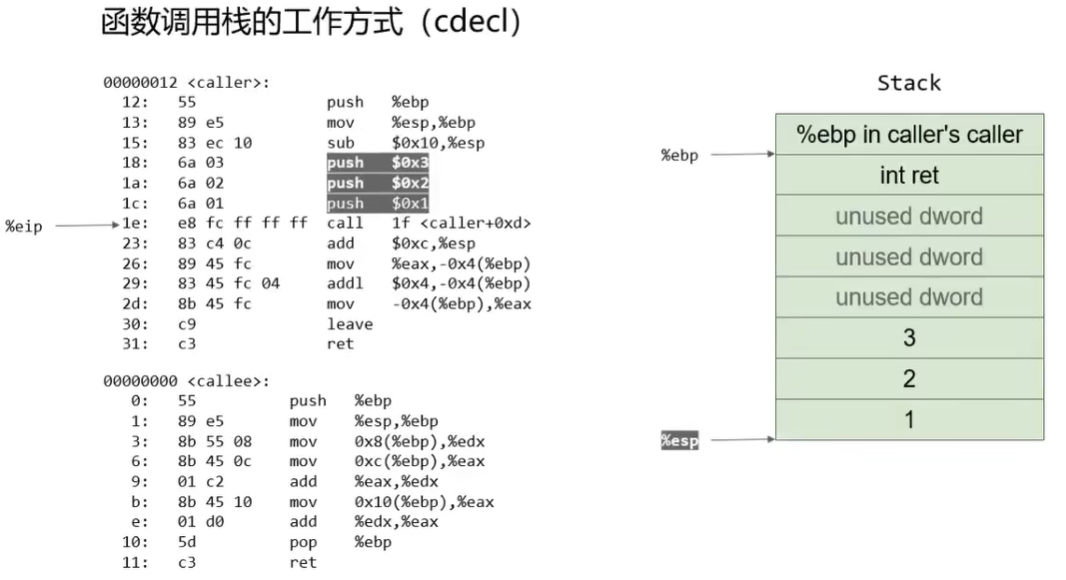 函数调用栈的工作方式（cdecl）
00000012 <caller>:
12: 55 push %ebp
13: 89 e5 mov %esp,%ebp
15: 83 ec 10 sub $0x10,%esp
18: 6a 03 push $0x3
1a: 6a 02 push $0x2
1c: 6a 01 push $0x1
%eip
1e: e8 fc ff ff ff call 1f <caller+0xd>
23: 83 c4 0c add $0xc,%esp
26: 89 45 fc mov %eax,-0x4(%ebp)
29: 83 45 fc 04 addl $0x4,-0x4(%ebp)
2d: 8b 45 fc mov -0x4(%ebp),%eax
30: c9 leave
31: c3 ret
00000000 <callee>:
0: 55 push %ebp
1: 89 e5 mov %esp,%ebp
3: 8b 55 08 mov 0x8(%ebp),%edx
6: 8b 45 0c mov 0xc(%ebp),%eax
9: 01 c2 add %eax,%edx
b: 8b 45 10 mov 0x10(%ebp),%eax
e: 01 d0 add %edx,%eax
10: 5d pop %ebp
11: c3 ret
Stack
%ebp in caller's caller
%ebp
int ret
unused dword
unused dword
unused dword
3
2
1
%esp